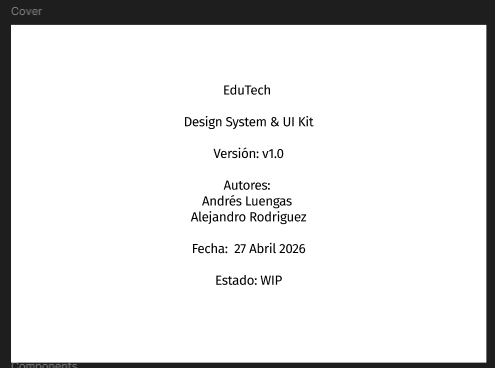 Cover
EduTech
Design System & UI Kit
Versión: v1.0
Autores:
Andrés Luengas
Alejandro Rodriguez
Fecha:  27 Abril 2026
Estado: WIP
Components